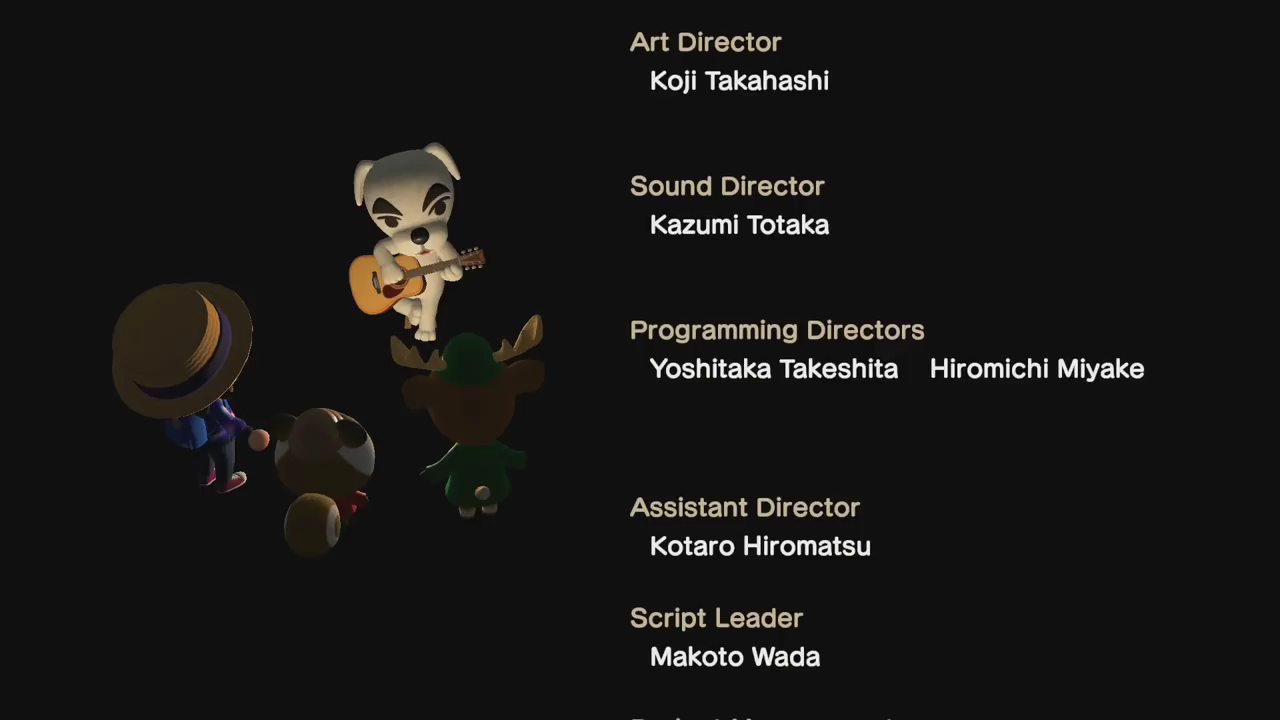 Art Director
Koji Takahashi
Sound Director
Kazumi Totaka
Programming Directors
Yoshitaka Takeshita Hiromichi Miyake
Assistant Director
Kotaro Hiromatsu
Script Leader
Makoto Wada